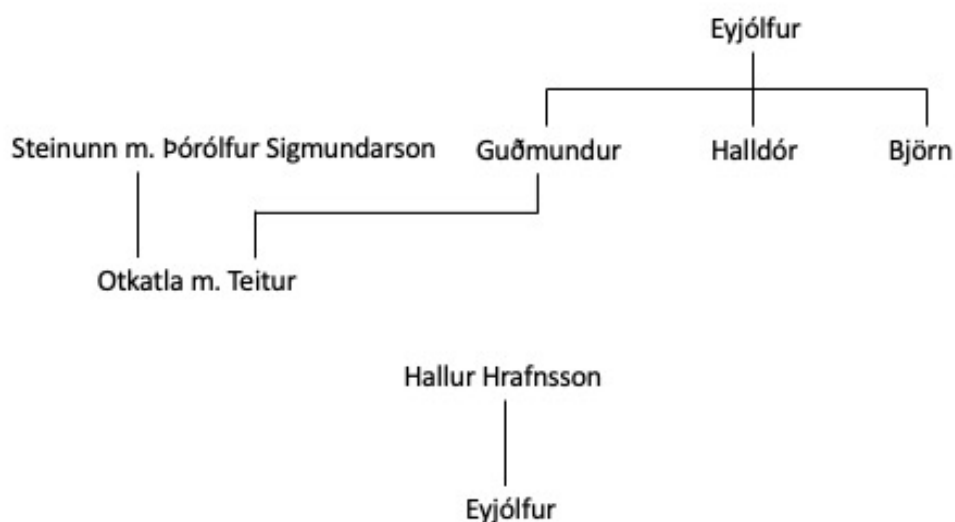 Eyjólfur
Steinunn m. Þórólfur Sigmundarson Guðmundur Halldór Björn
Otkatla m. Teitur
Hallur Hrafnsson
Eyjólfur